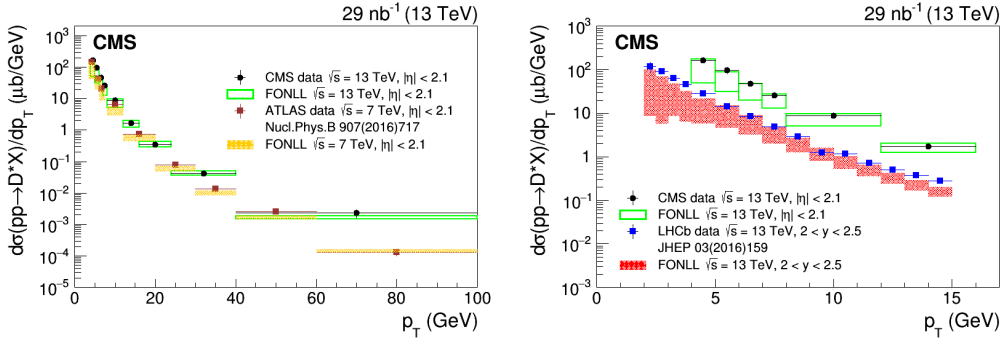 29 nb⁻¹ (13 TeV)
CMS
dσ(pp→D*X)/dp_T (μb/GeV)
10³
10²
10
1
10⁻¹
10⁻²
10⁻³
10⁻⁴
10⁻⁵
CMS data √s = 13 TeV, |η| < 2.1
FONLL √s = 13 TeV, |η| < 2.1
ATLAS data √s = 7 TeV, |η| < 2.1
Nucl.Phys.B 907(2016)717
FONLL √s = 7 TeV, |η| < 2.1
0 20 40 60 80 100
p_T (GeV)
29 nb⁻¹ (13 TeV)
CMS
dσ(pp→D*X)/dp_T (μb/GeV)
10³
10²
10
1
10⁻¹
10⁻²
10⁻³
CMS data √s = 13 TeV, |η| < 2.1
FONLL √s = 13 TeV, |η| < 2.1
LHCb data √s = 13 TeV, 2 < y < 2.5
JHEP 03(2016)159
FONLL √s = 13 TeV, 2 < y < 2.5
0 5 10 15
p_T (GeV)